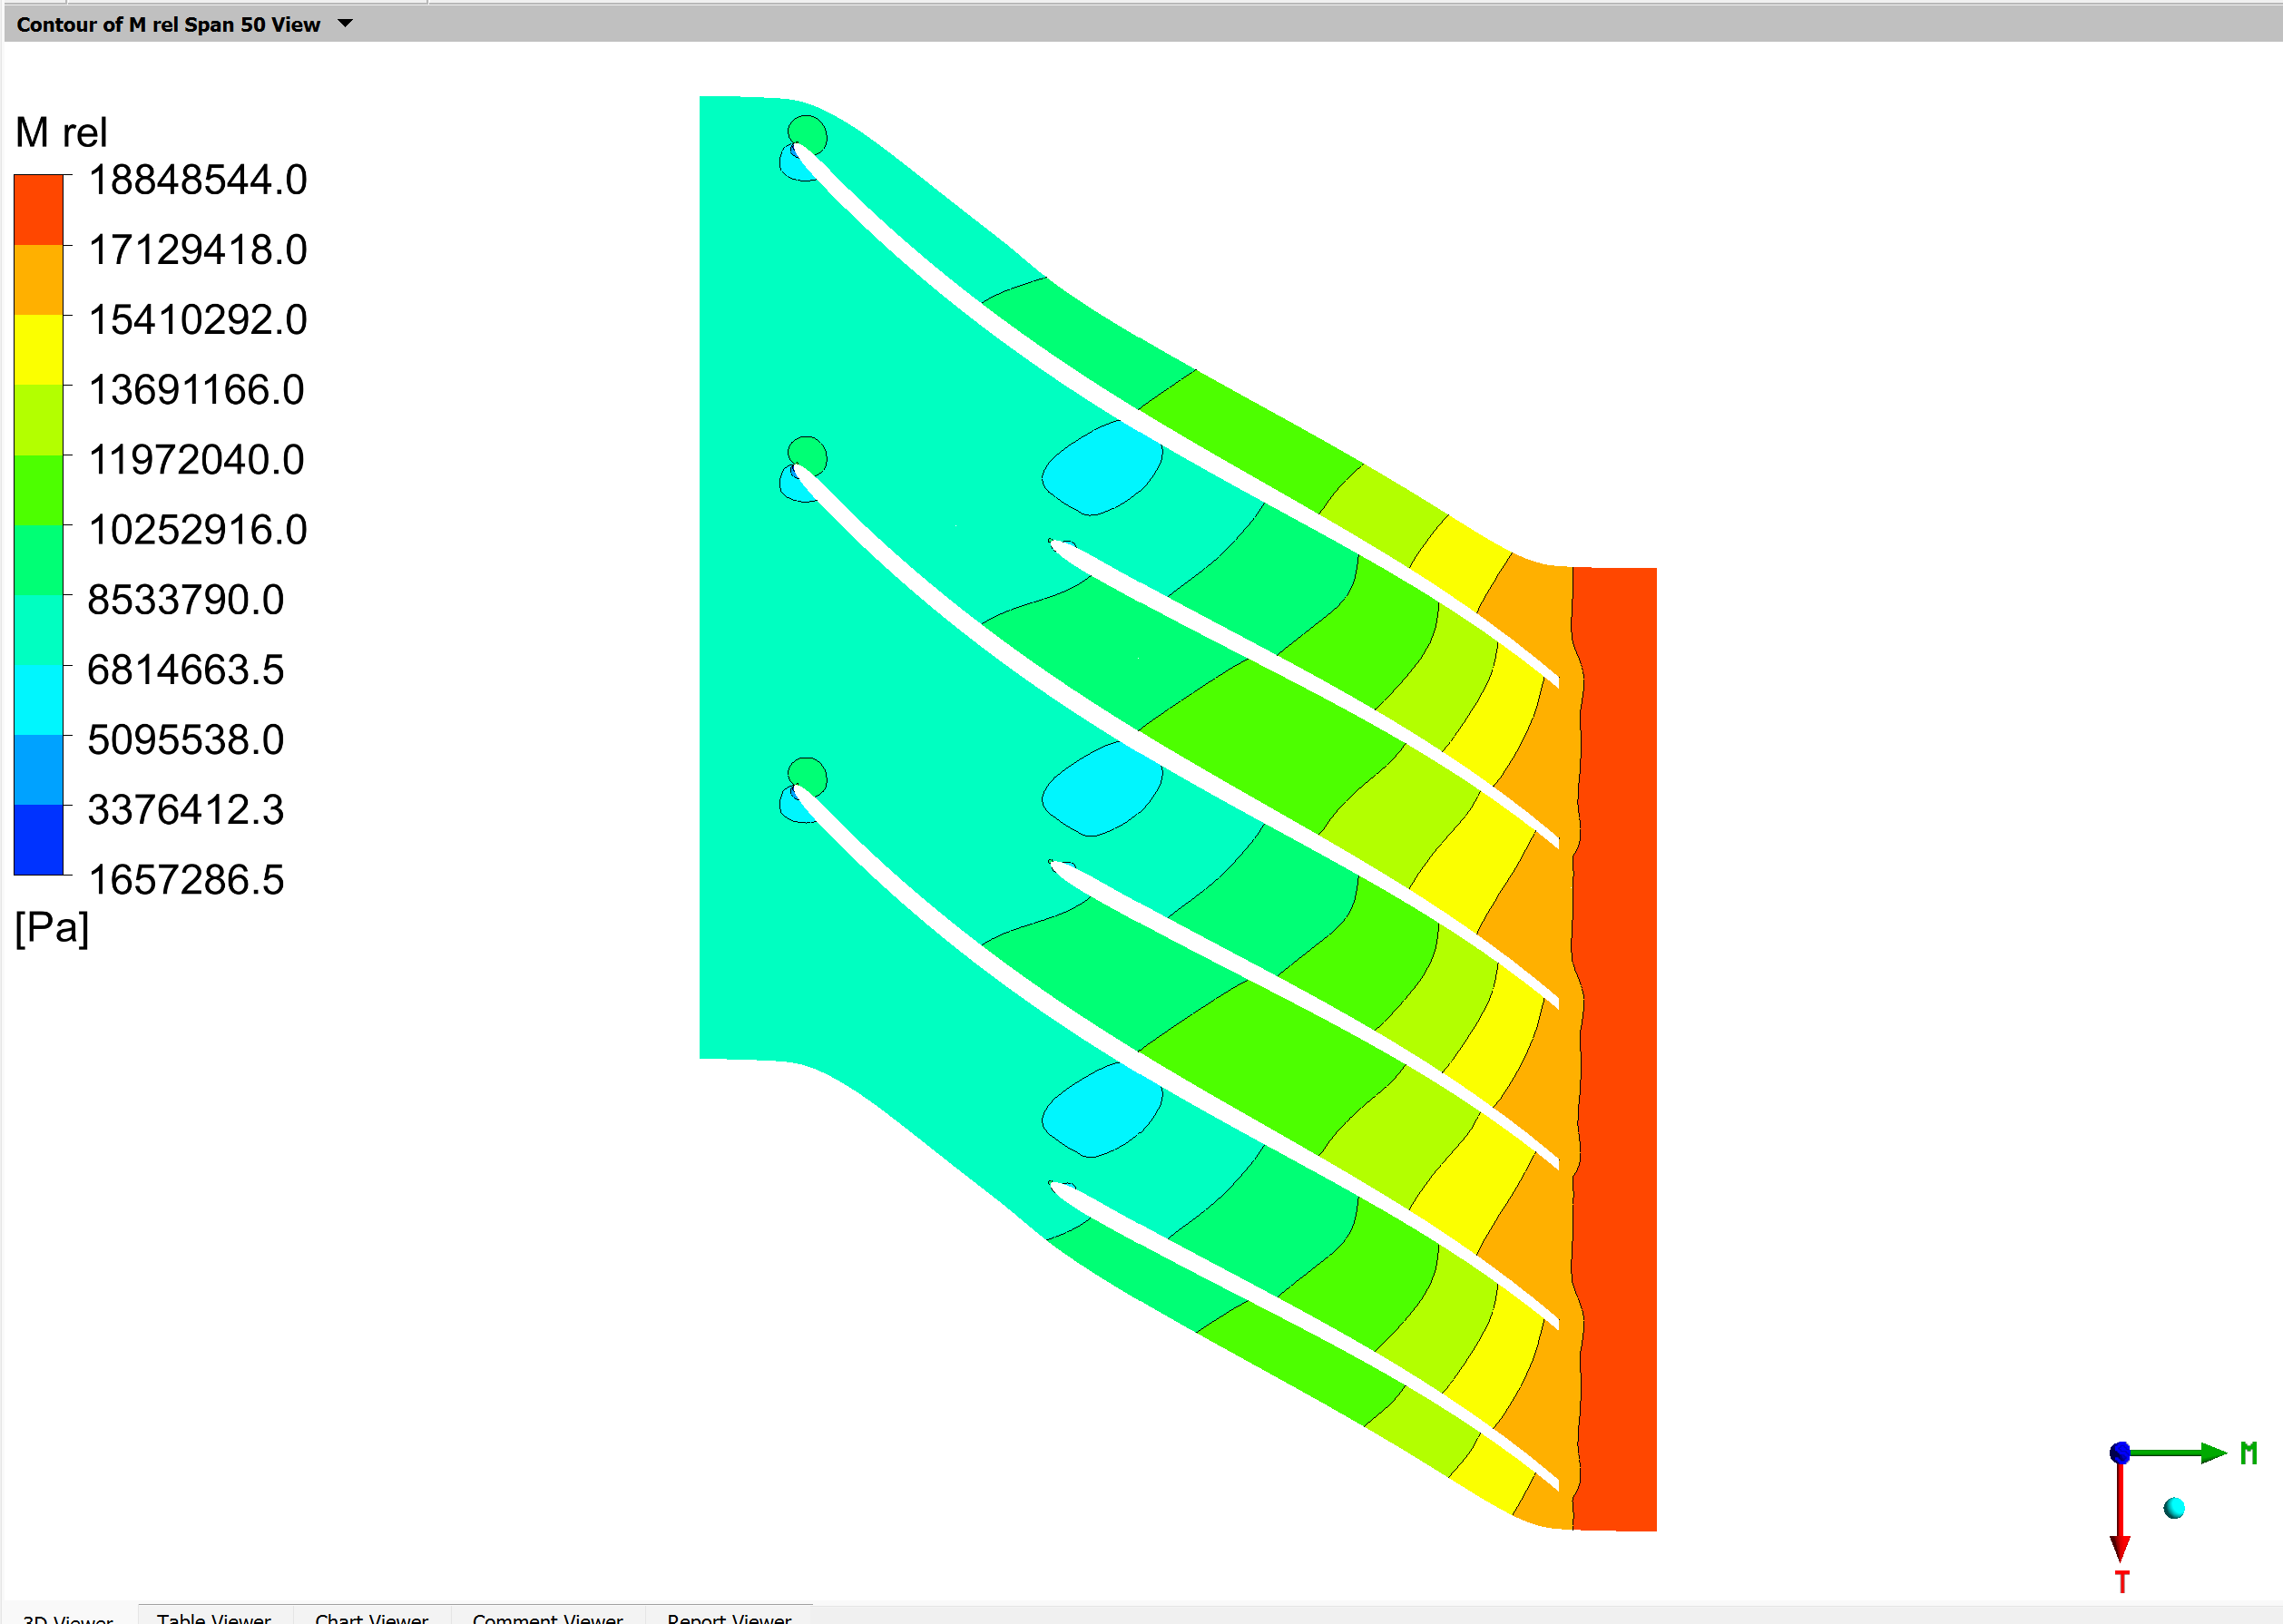 Contour of M rel Span 50 View
M rel
18848544.0
17129418.0
15410292.0
13691166.0
11972040.0
10252916.0
8533790.0
6814663.5
5095538.0
3376412.3
1657286.5
[Pa]
M
T
3D Viewer Table Viewer Chart Viewer Comment Viewer Report Viewer